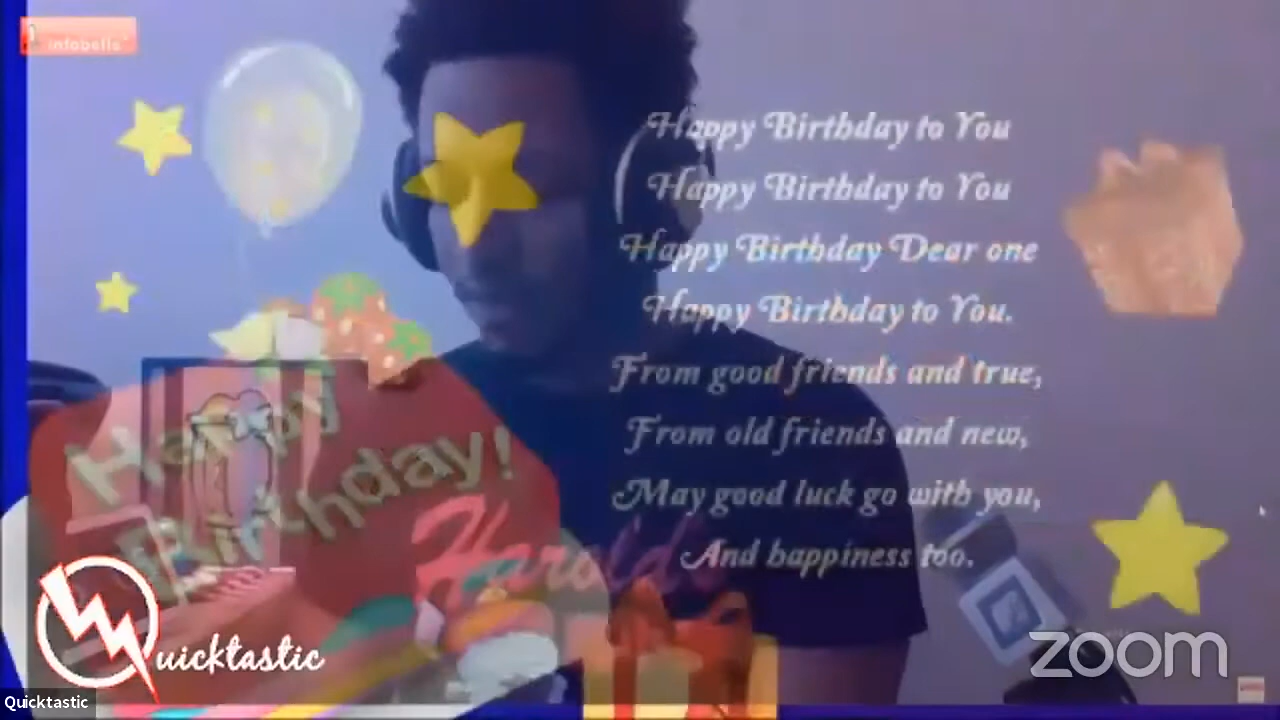 infobells
Happy Birthday to You
Happy Birthday to You
Happy Birthday Dear one
Happy Birthday to You.
From good friends and true,
From old friends and new,
May good luck go with you,
And happiness too.
Happy
Birthday!
Harold's
Quicktastic
zoom
Quicktastic